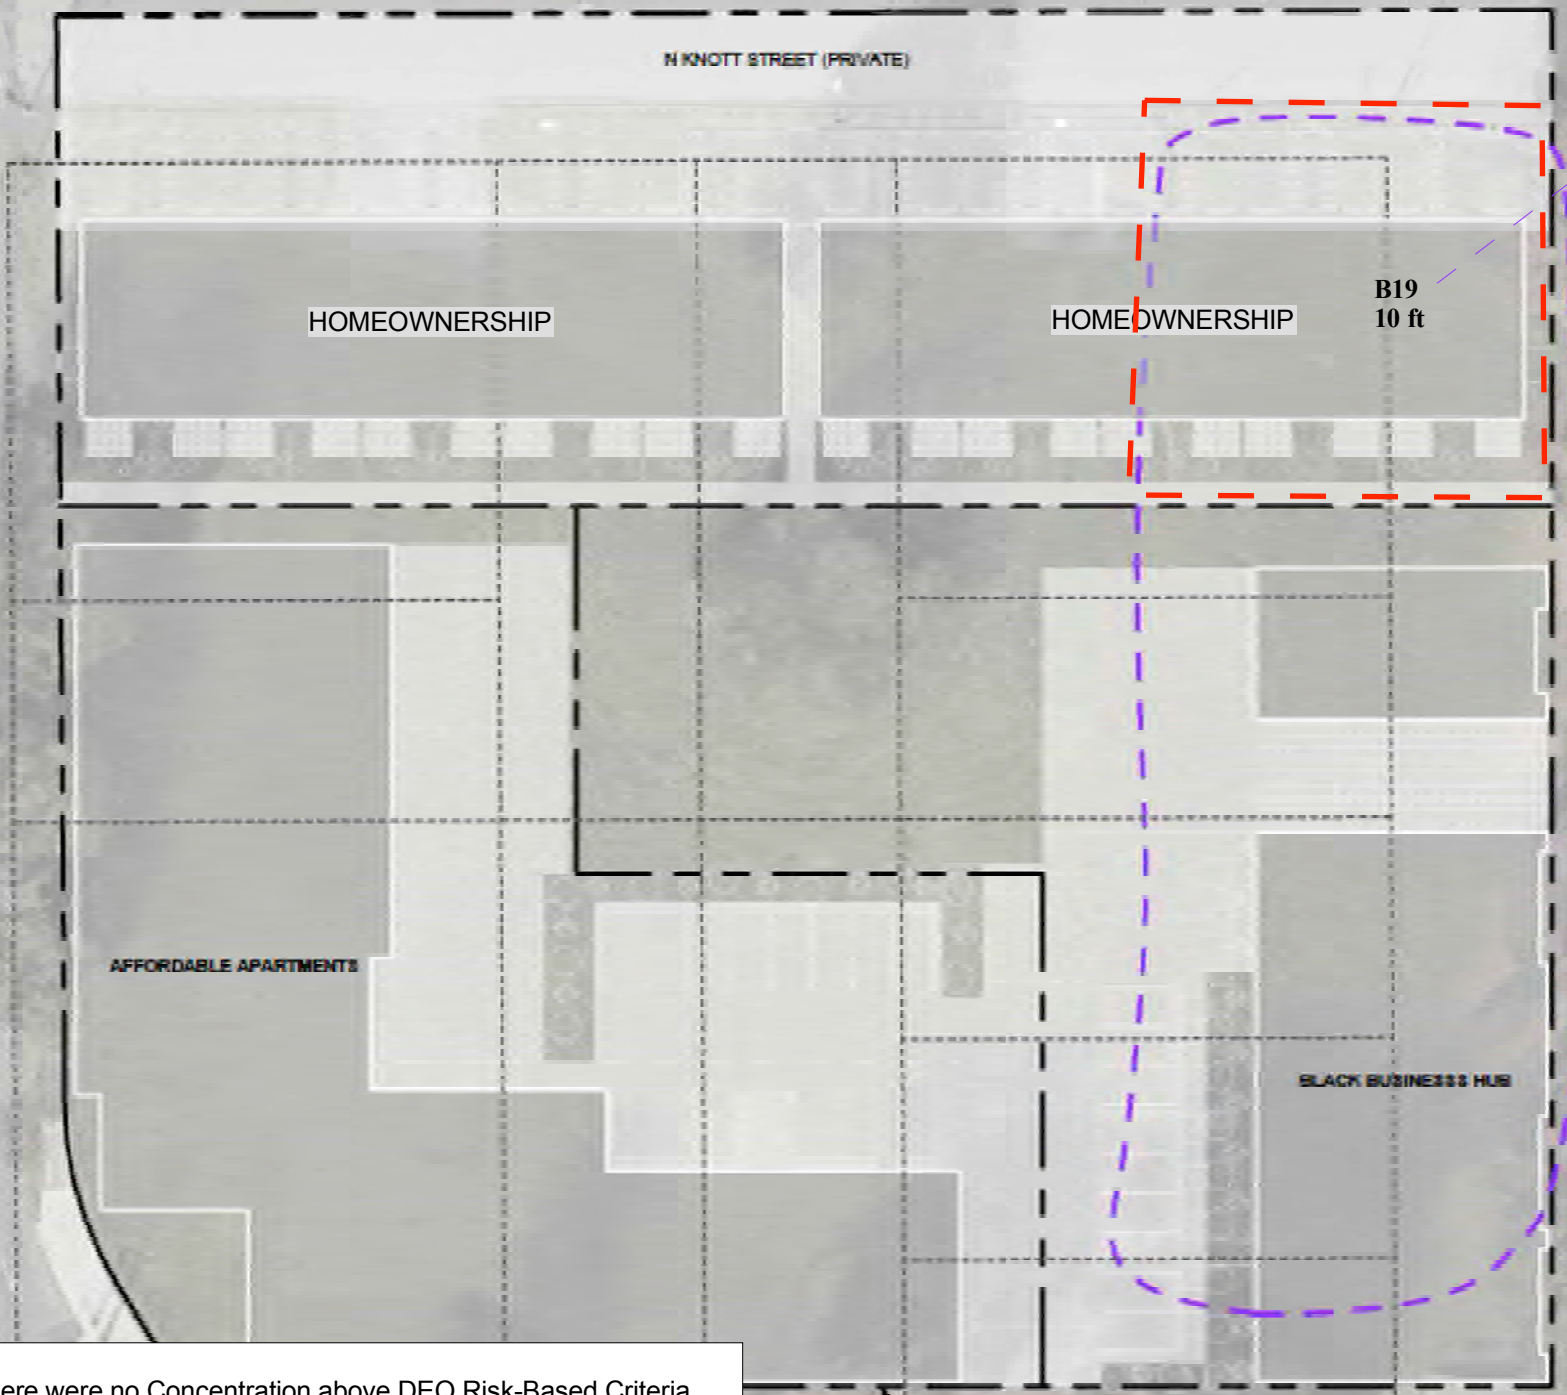 N KNOTT STREET (PRIVATE)
HOMEOWNERSHIP
HOMEOWNERSHIP
B19
10 ft
AFFORDABLE APARTMENTS
BLACK BUSINESSS HUB
ere were no Concentration above DEQ Risk-Based Criteria